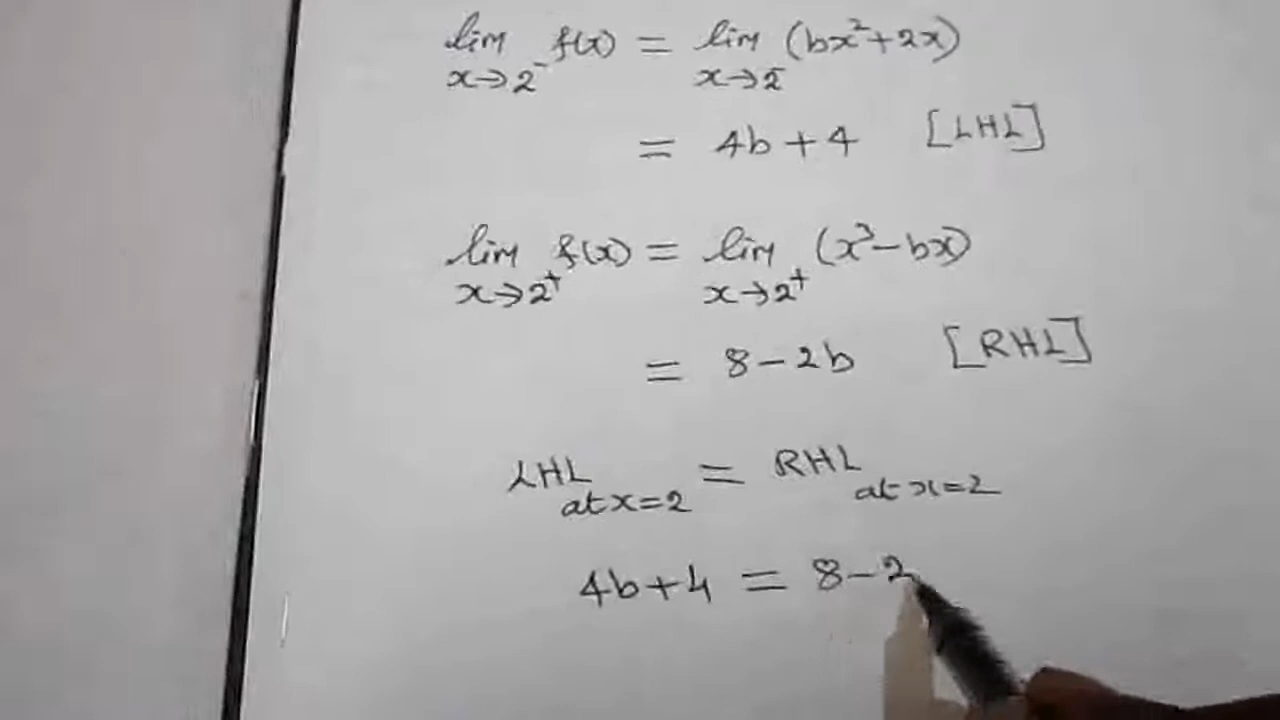 lim f(x) = lim (bx²+2x)
x→2⁻ x→2⁻
= 4b+4 [LHL]
lim f(x) = lim (x³-bx)
x→2⁺ x→2⁺
= 8-2b [RHL]
LHL at x=2 = RHL at x=2
4b+4 = 8-2